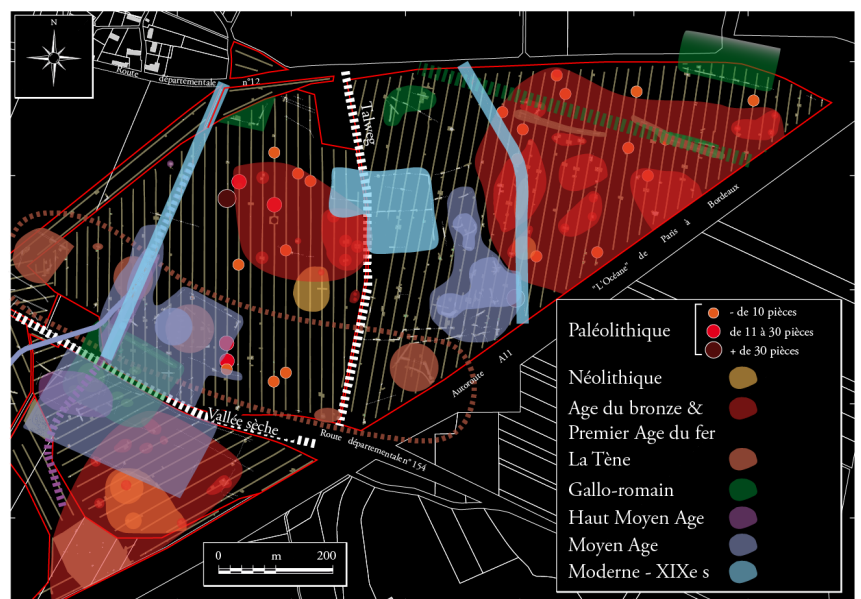 N
Route départementale n°12
Talweg
"L'Océane" de Paris à Bordeaux
Autoroute A11
Vallée sèche
Route départementale n° 154
0 m 200
Paléolithique
- de 10 pièces
de 11 à 30 pièces
+ de 30 pièces
Néolithique
Age du bronze &
Premier Age du fer
La Tène
Gallo-romain
Haut Moyen Age
Moyen Age
Moderne - XIXe s